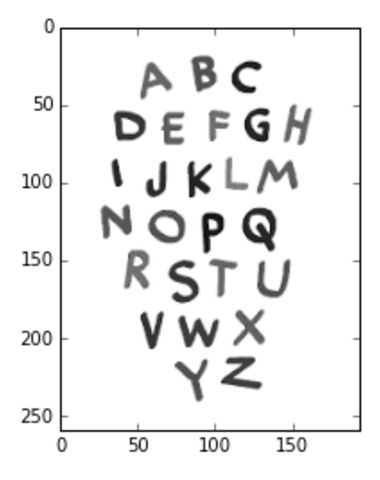 0
A B C
50
D E F G H
I J K L M
100
N O P Q
150
R S T U
V W X
200
Y Z
250
0 50 100 150